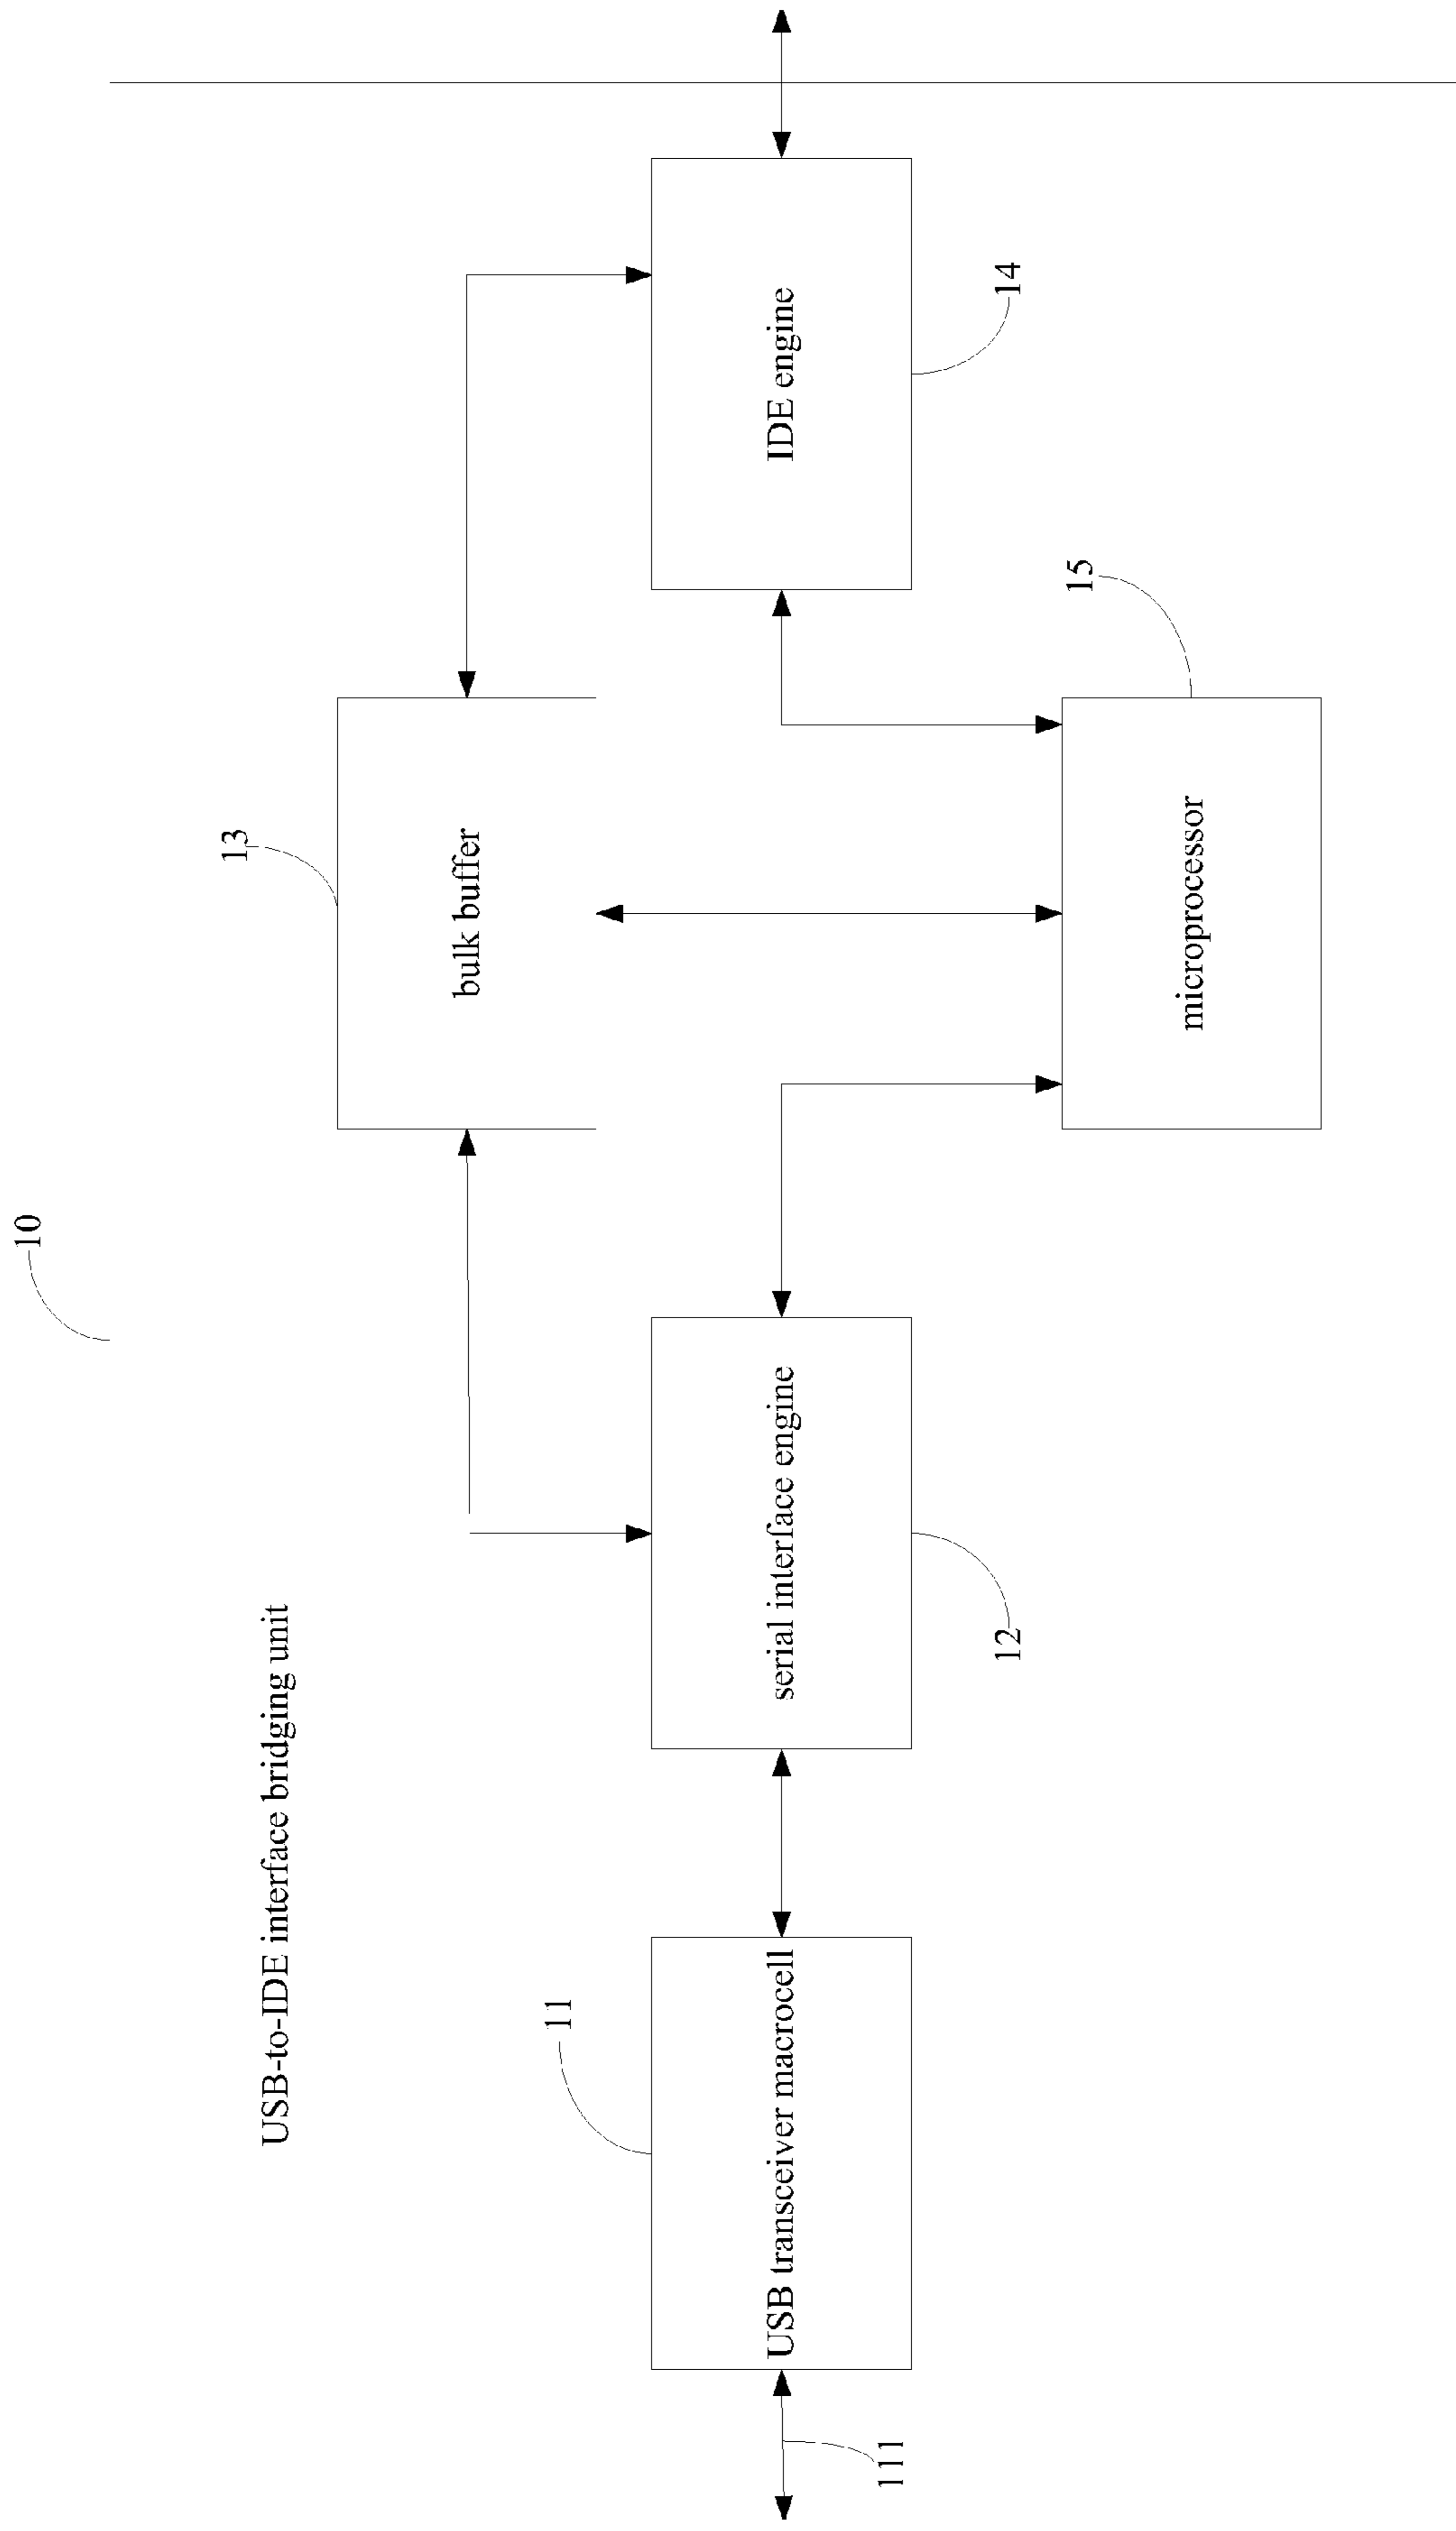 10
USB-to-IDE interface bridging unit
13
bulk buffer
11
USB transceiver macrocell
serial interface engine
IDE engine
111
12
14
15
microprocessor